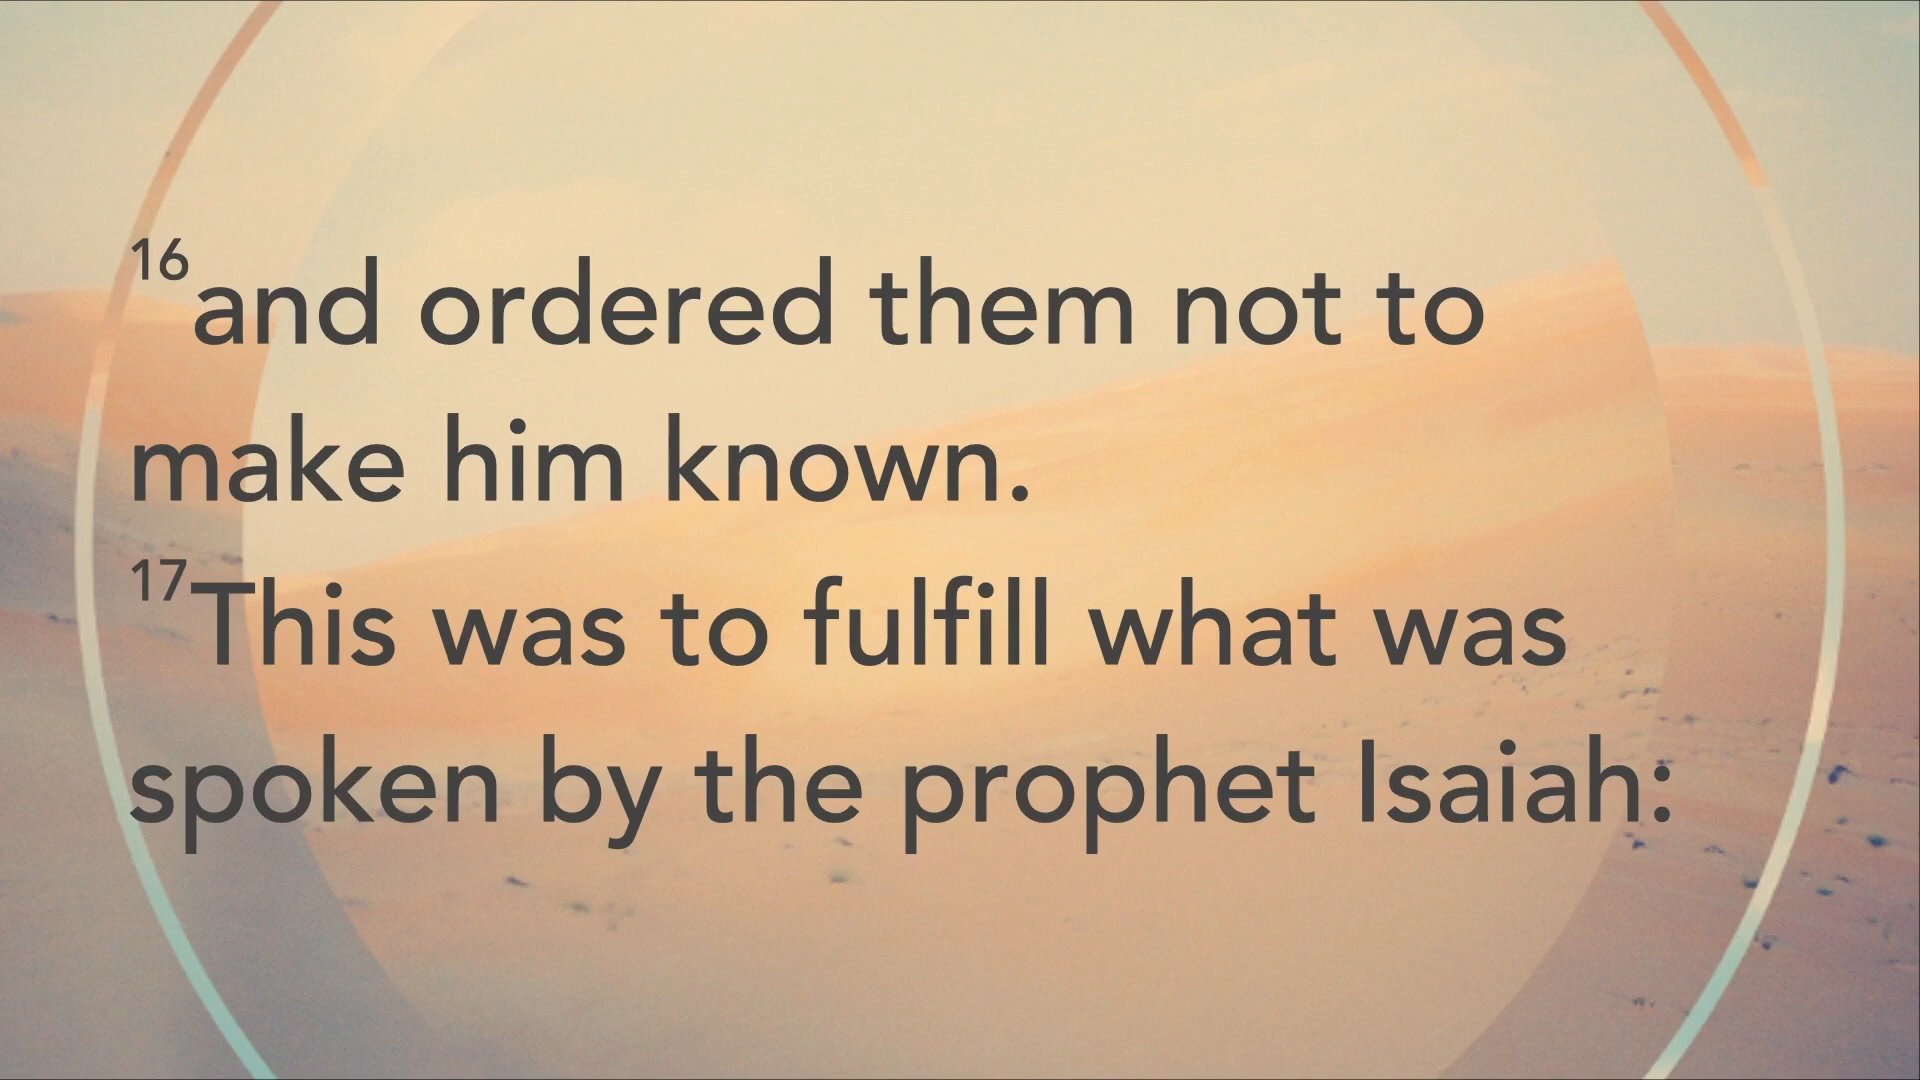 16and ordered them not to
make him known.
17This was to fulfill what was
spoken by the prophet Isaiah: